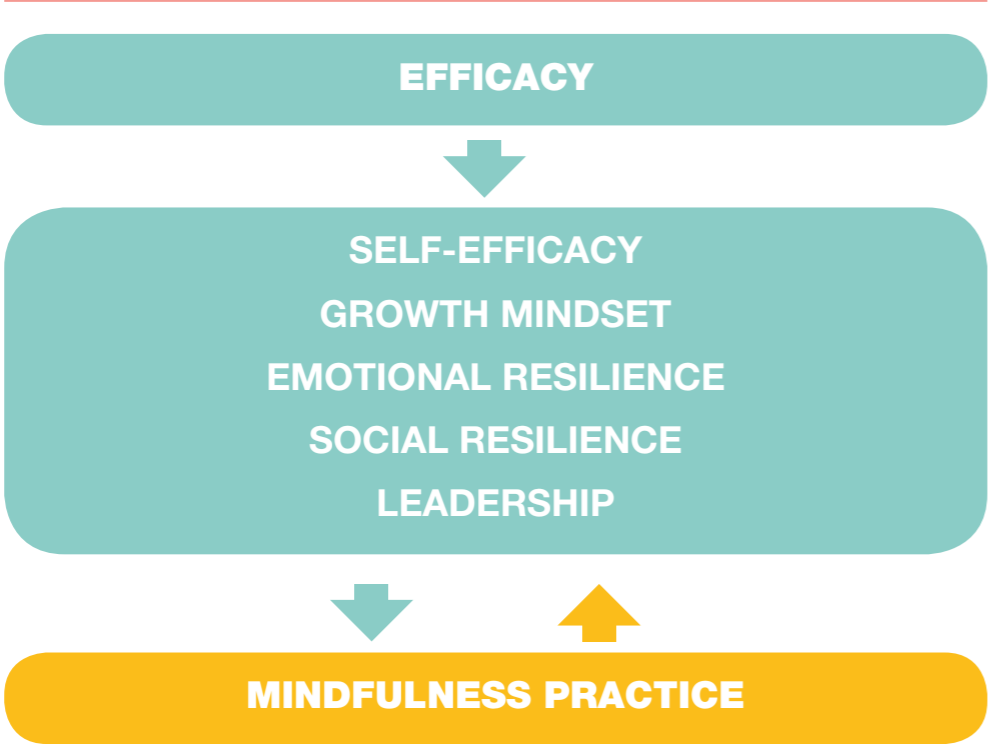 EFFICACY
SELF-EFFICACY
GROWTH MINDSET
EMOTIONAL RESILIENCE
SOCIAL RESILIENCE
LEADERSHIP
MINDFULNESS PRACTICE